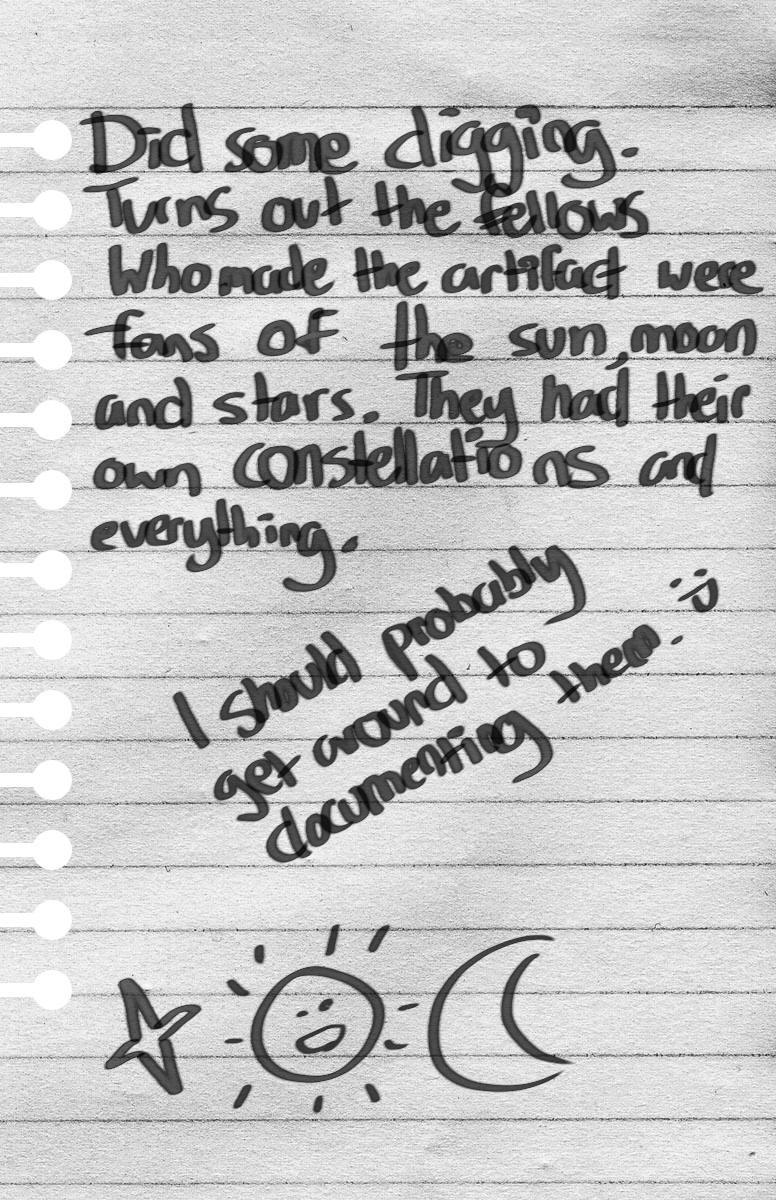 Did some digging.
Turns out the fellows
Who made the artifact were
fans of the sun, moon
and stars. They had their
own constellations and
everything.
I should probably
get around to
documenting them. :)